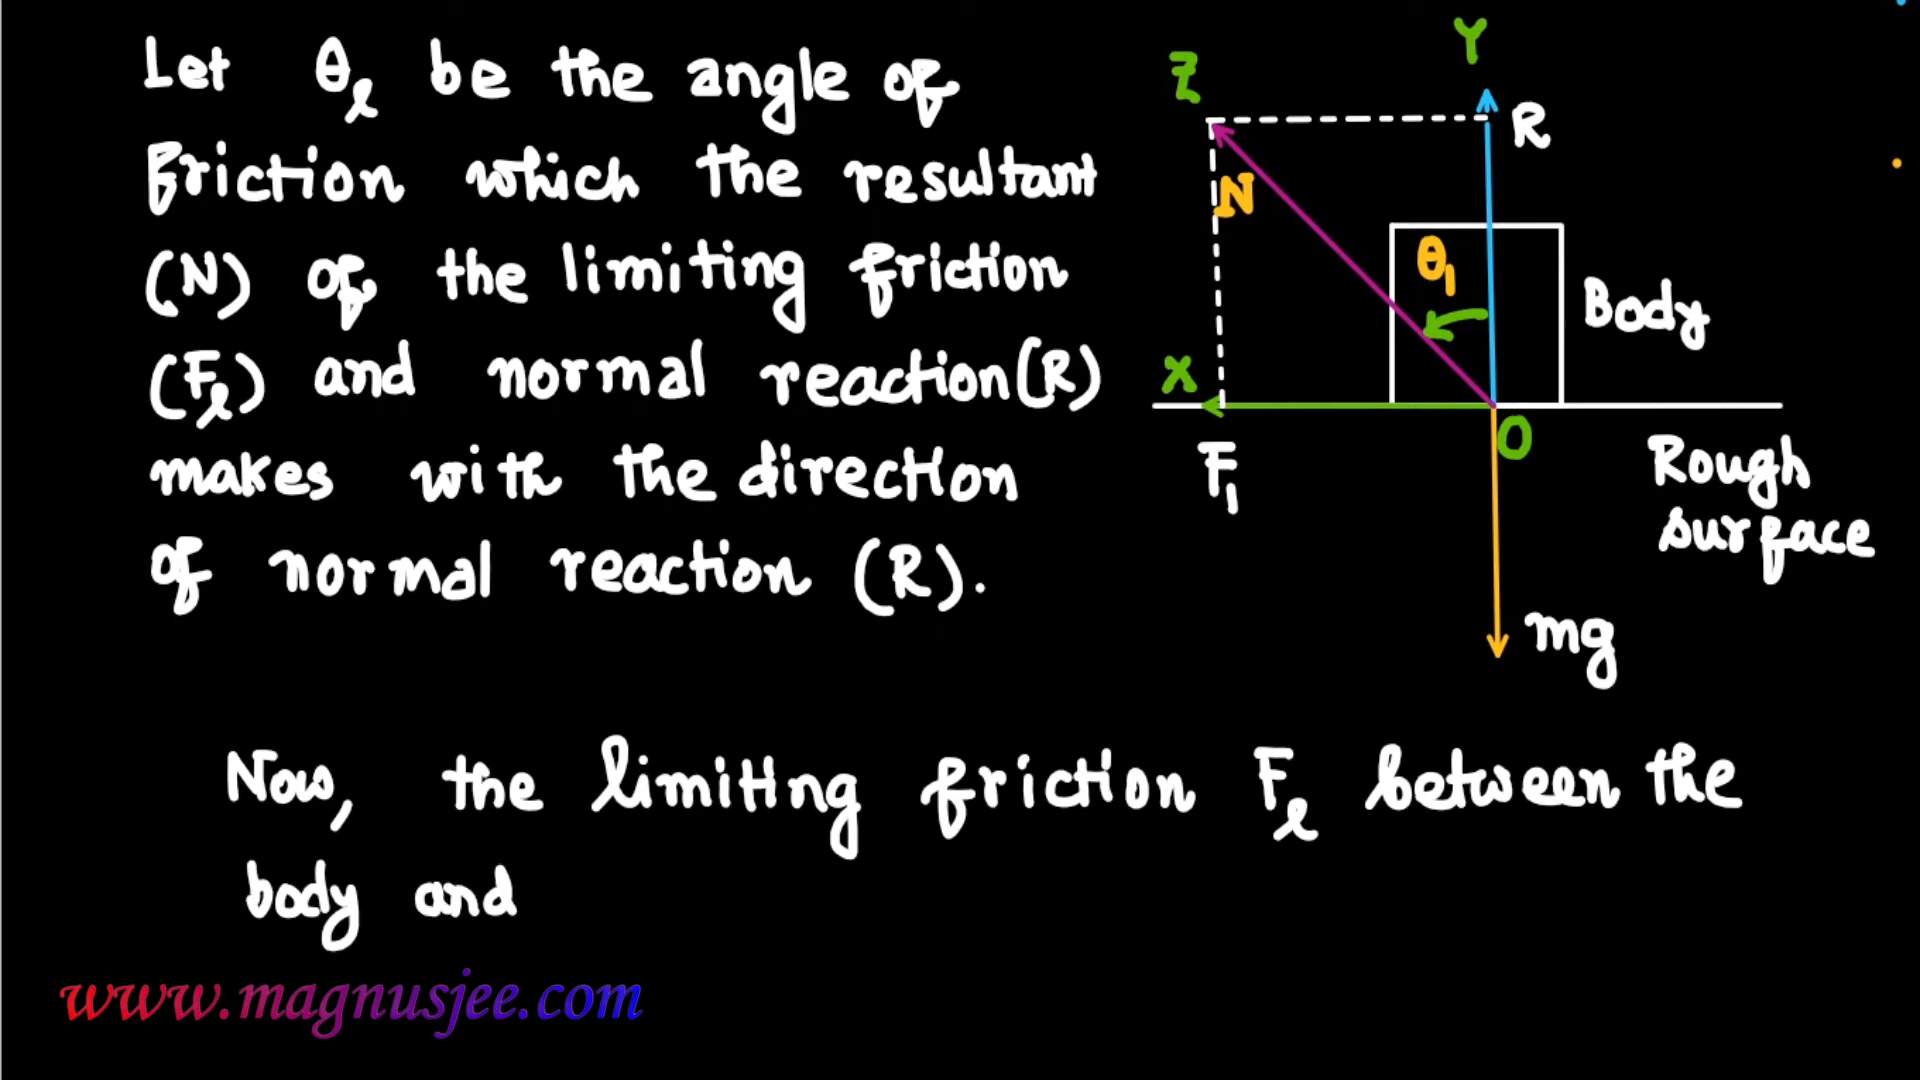 Let θl be the angle of
Friction which the resultant
(N) of the limiting friction
(Fl) and normal reaction (R)
makes with the direction
of normal reaction (R).
Z
Y
R
N
θ1
Body
X
O
F1
Rough
surface
mg
Now, the limiting friction Fl between the
body and
www.magnusjee.com